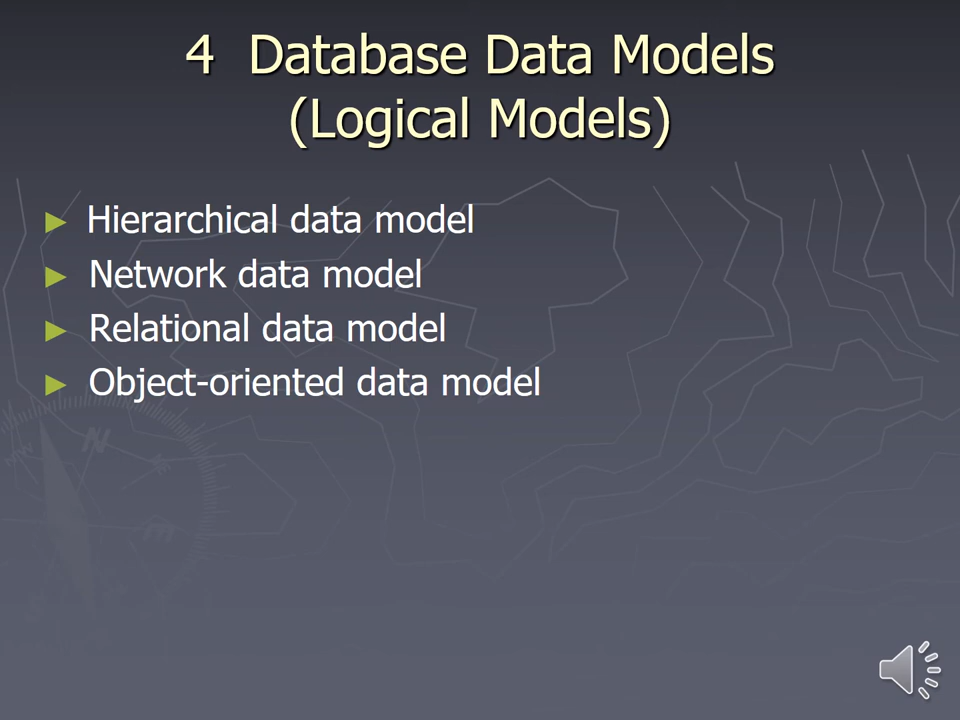 4 Database Data Models
(Logical Models)
► Hierarchical data model
► Network data model
► Relational data model
► Object-oriented data model
N